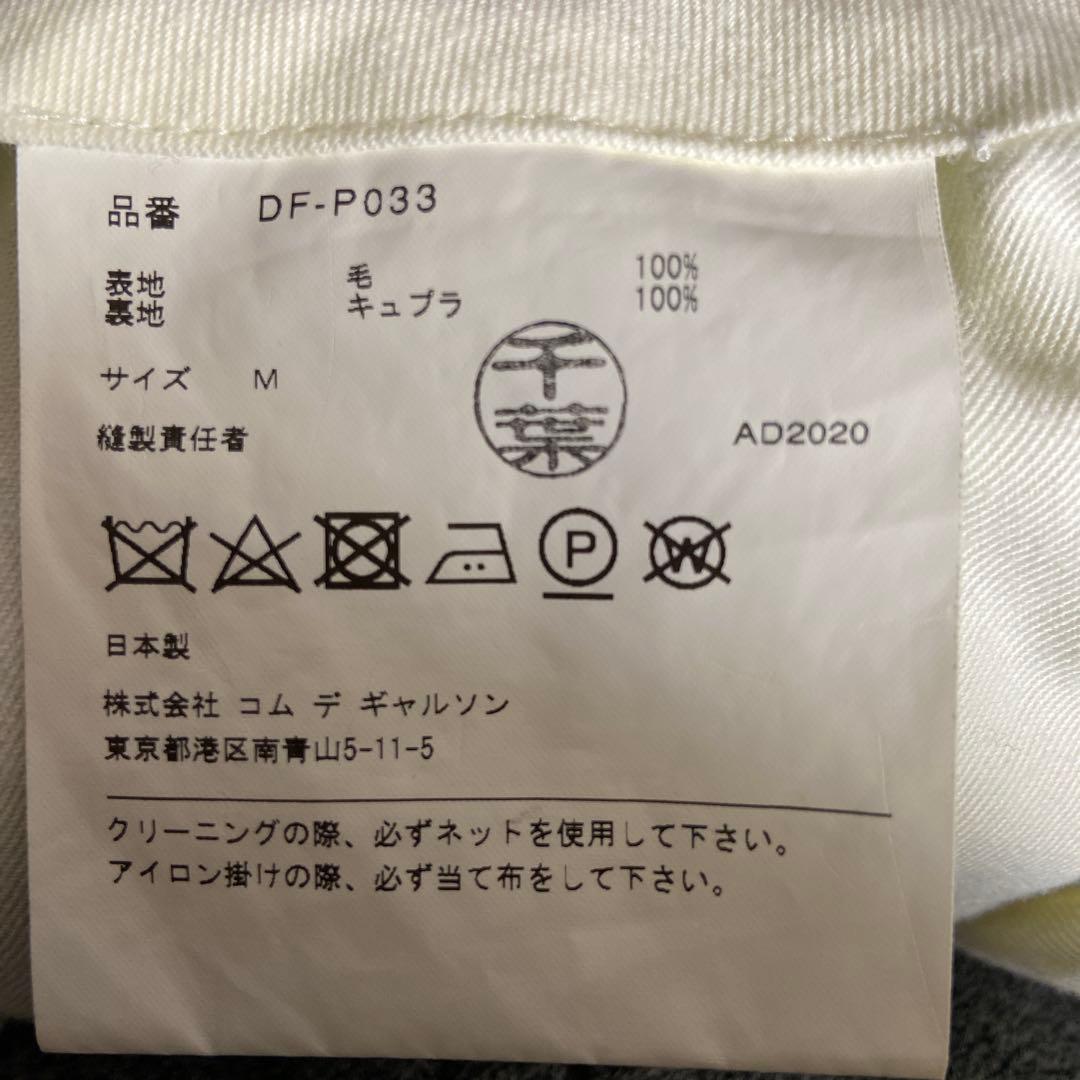 品番 DF-P033
表地 毛 100%
裏地 キュプラ 100%
サイズ M
千葉
縫製責任者 AD2020
P
W
日本製
株式会社 コム デ ギャルソン
東京都港区南青山5-11-5
クリーニングの際、必ずネットを使用して下さい。
アイロン掛けの際、必ず当て布をして下さい。